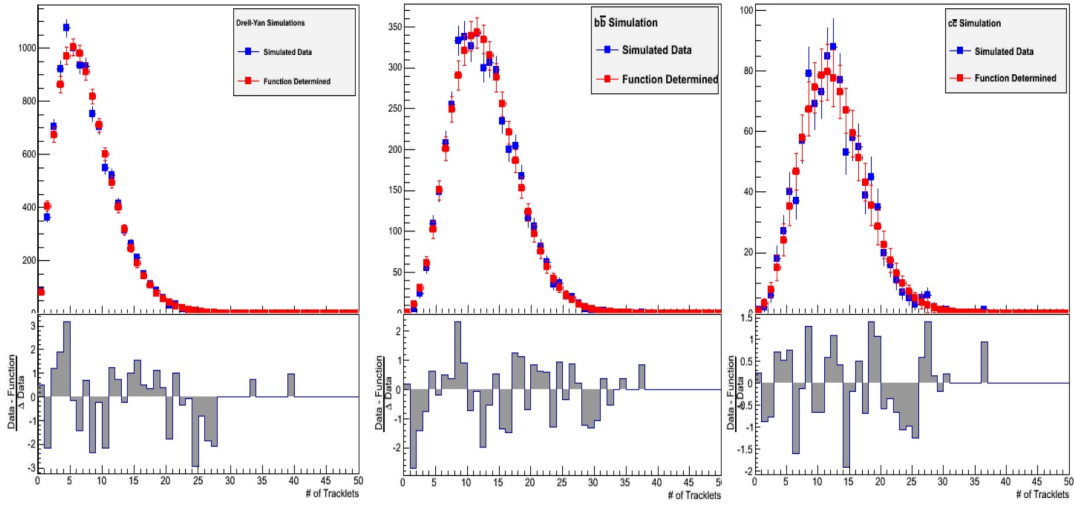 Drell-Yan Simulations
Simulated Data
Function Determined
1000
800
600
400
200
3
2
1
0
-1
-2
-3
Data - Function
Δ Data
0 5 10 15 20 25 30 35 40 45 50
# of Tracklets
bb̅ Simulation
Simulated Data
Function Determined
350
300
250
200
150
100
50
0
2
1
0
-1
-2
Data - Function
Δ Data
0 5 10 15 20 25 30 35 40 45 50
# of Tracklets
cc̅ Simulation
Simulated Data
Function Determined
100
80
60
40
20
0
1.5
1
0.5
0
-0.5
-1
-1.5
-2
Data - Function
Δ Data
0 5 10 15 20 25 30 35 40 45 50
# of Tracklets